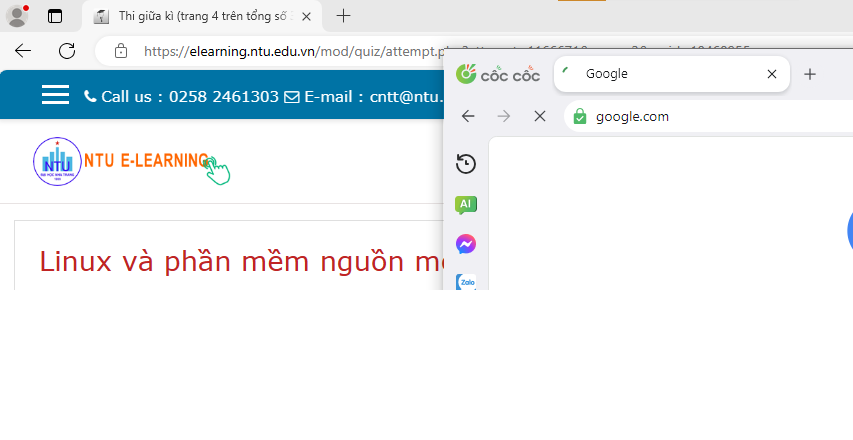 Thi giữa kì (trang 4 trên tổng số
https://elearning.ntu.edu.vn/mod/quiz/attempt.
Call us : 0258 2461303 E-mail : cntt@ntu.
NTU NTU E-LEARNING
Linux và phần mềm nguồn
cốc cốc
Google
google.com
AI
Zalo